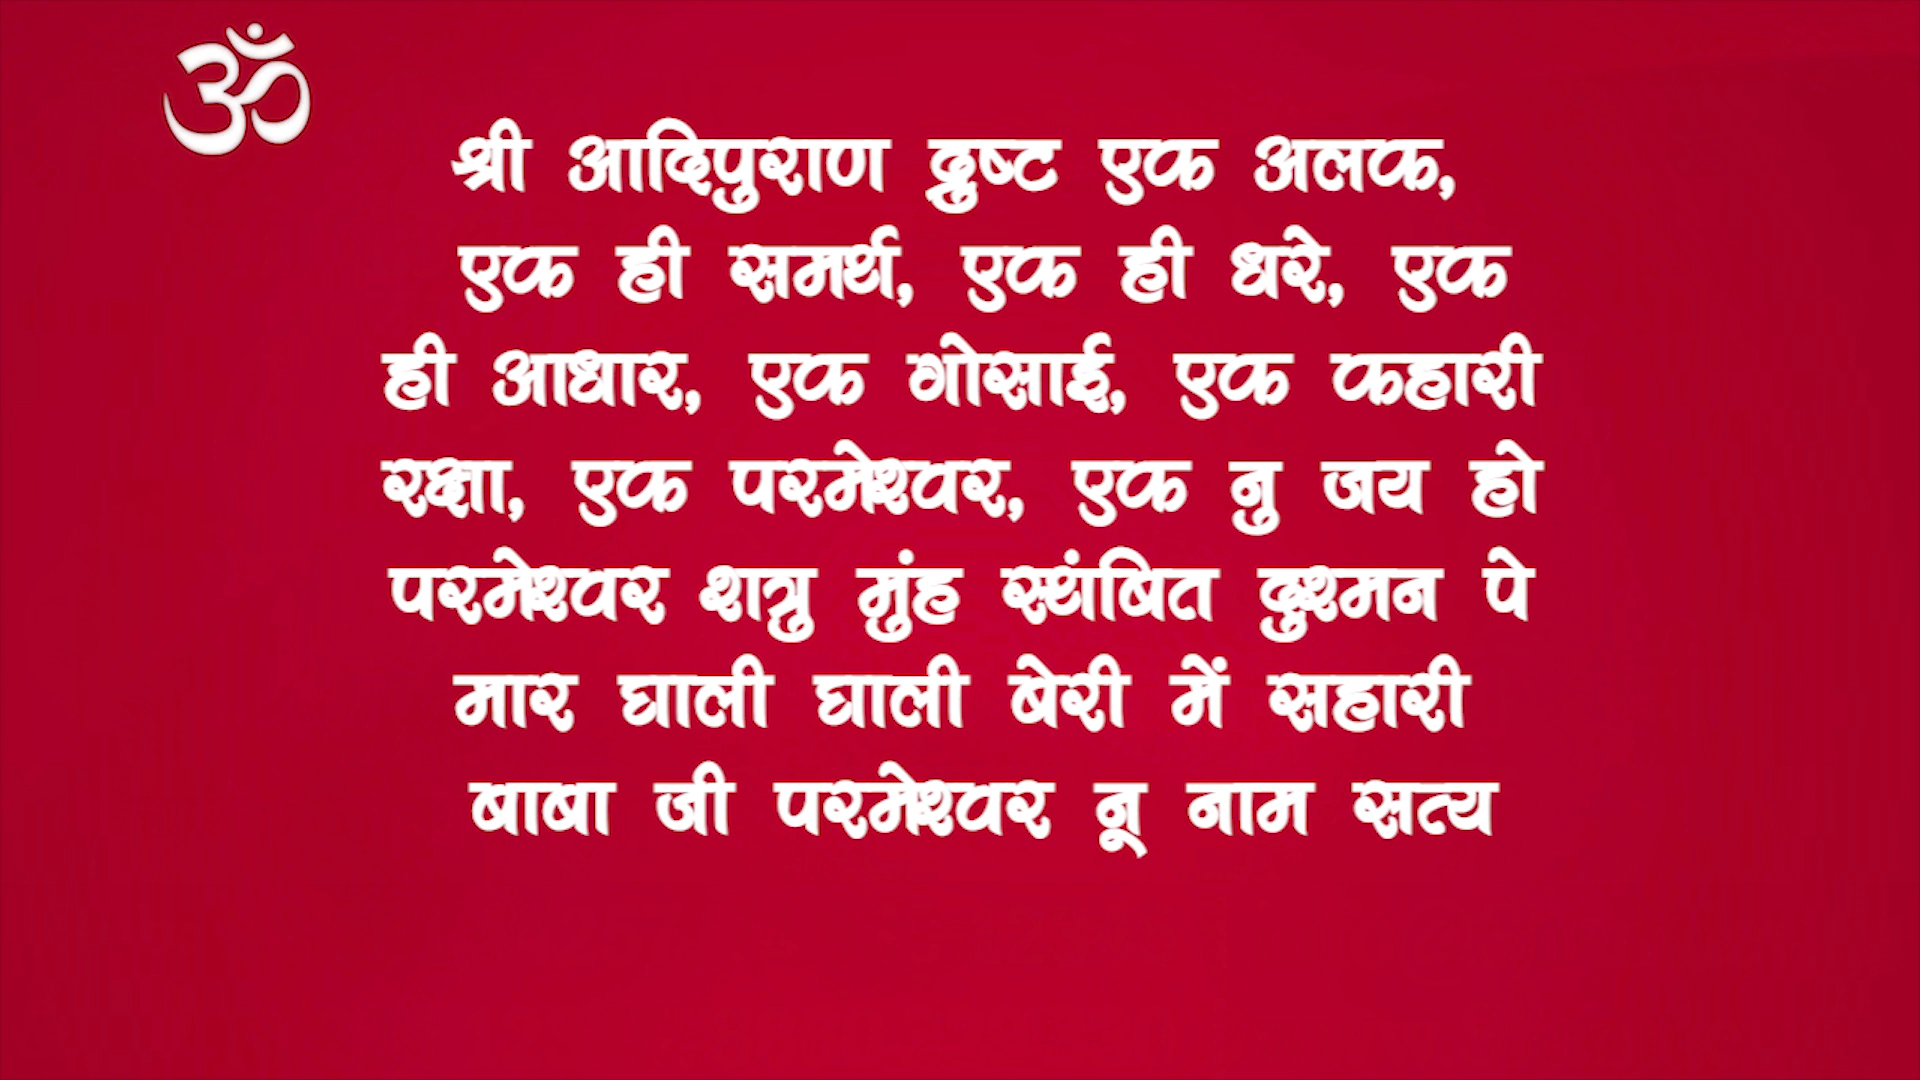 ॐ
श्री आदिपुराण द्रुष्ट एक अलक,
एक ही समर्थ, एक ही धरे, एक
ही आधार, एक गोसाई, एक कहारी
रक्षा, एक परमेश्वर, एक नु जय हो
परमेश्वर शत्रु मुंह स्थंबित दुश्मन पे
मार घाली घाली बेरी में सहारी
बाबा जी परमेश्वर नू नाम सत्य